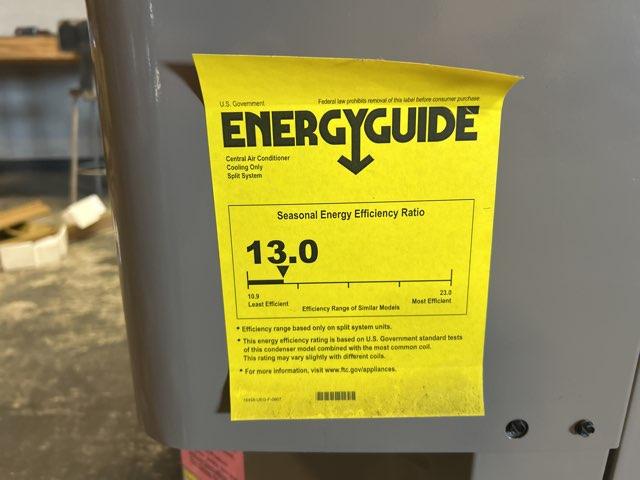 U.S. Government
Federal law prohibits removal of this label before consumer purchase.
ENERGYGUIDE
Central Air Conditioner
Cooling Only
Split System
Seasonal Energy Efficiency Ratio
13.0
10.9
Least Efficient
23.0
Most Efficient
Efficiency Range of Similar Models
* Efficiency range based only on split system units.
* This energy efficiency rating is based on U.S. Government standard tests
of this condenser model combined with the most common coil.
This rating may vary slightly with different coils.
* For more information, visit www.ftc.gov/appliances.